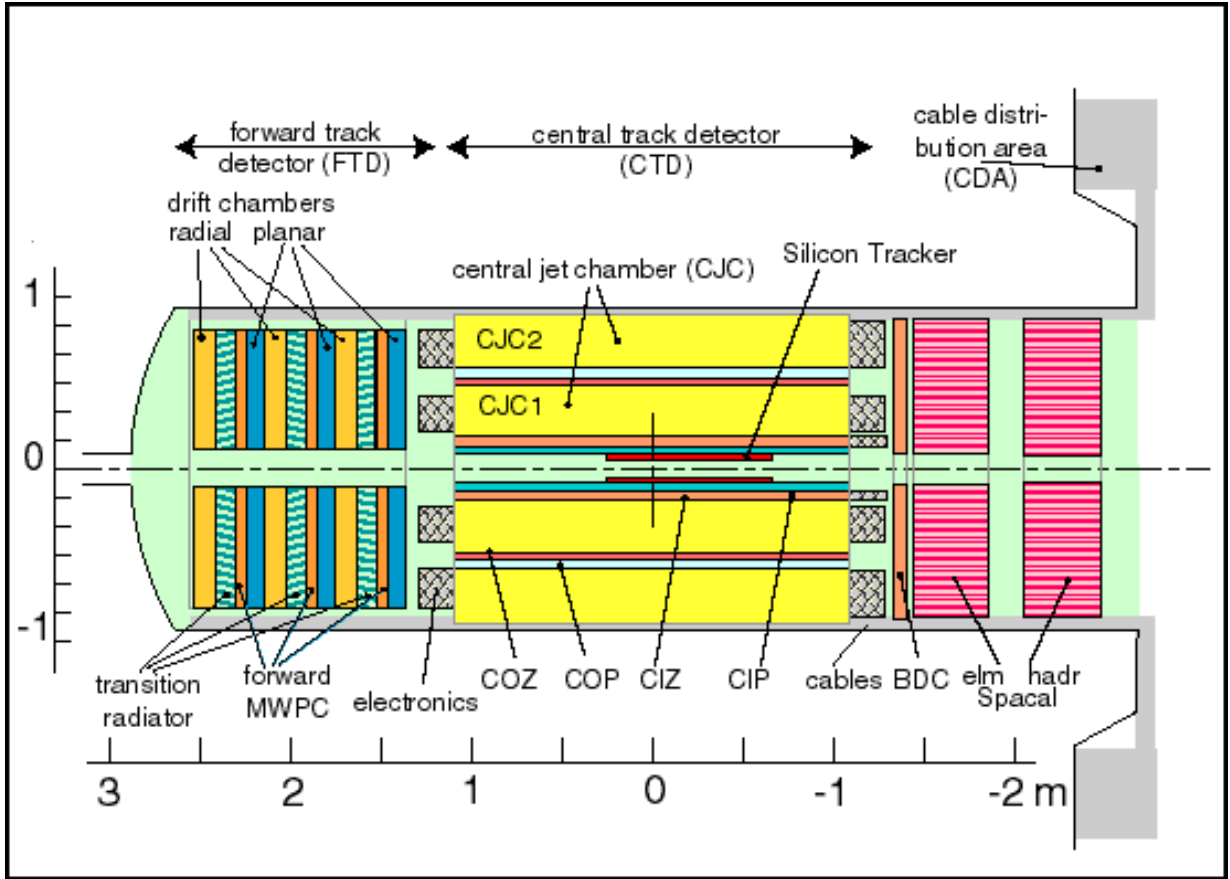 forward track
detector (FTD)
central track detector
(CTD)
cable distri-
bution area
(CDA)
drift chambers
radial planar
central jet chamber (CJC)
Silicon Tracker
1
0
-1
CJC2
CJC1
transition
radiator
forward
MWPC
electronics
COZ
COP
CIZ
CIP
cables
BDC
elm hadr
Spacal
3 2 1 0 -1 -2 m